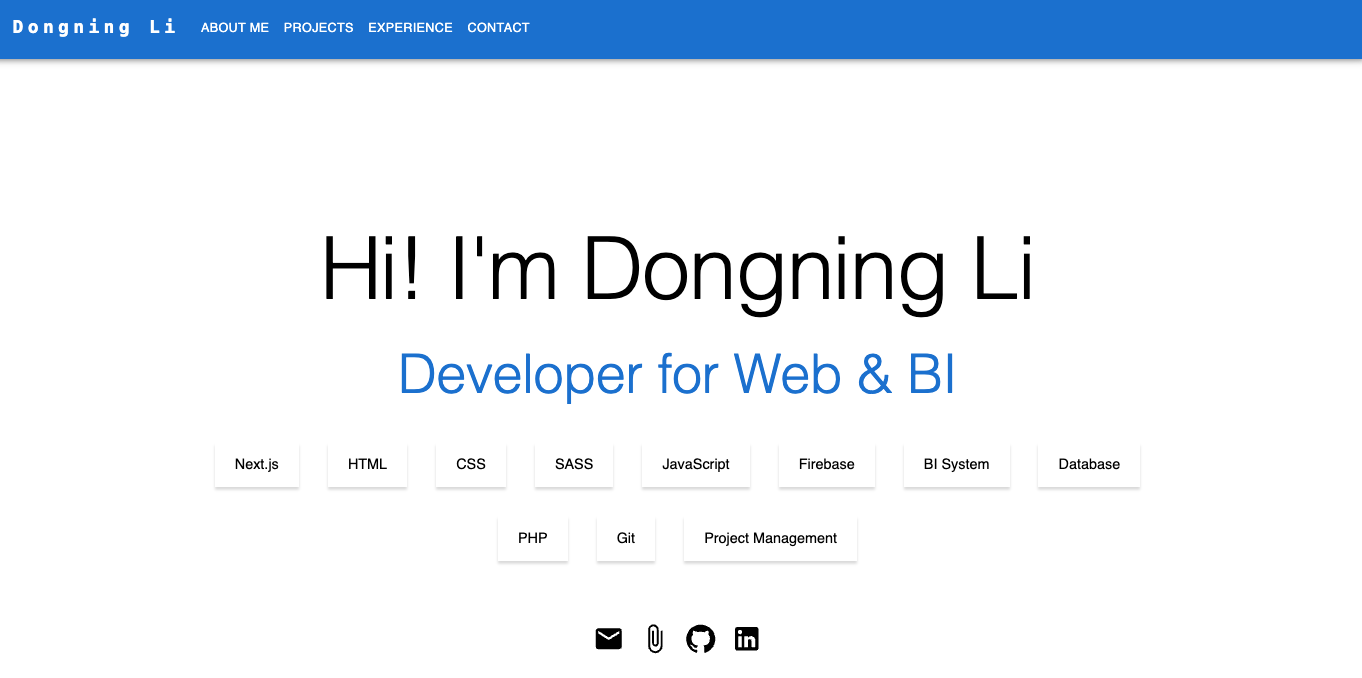 Dongning Li ABOUT ME PROJECTS EXPERIENCE CONTACT
Hi! I'm Dongning Li
Developer for Web & BI
Next.js HTML CSS SASS JavaScript Firebase BI System Database
PHP Git Project Management
in